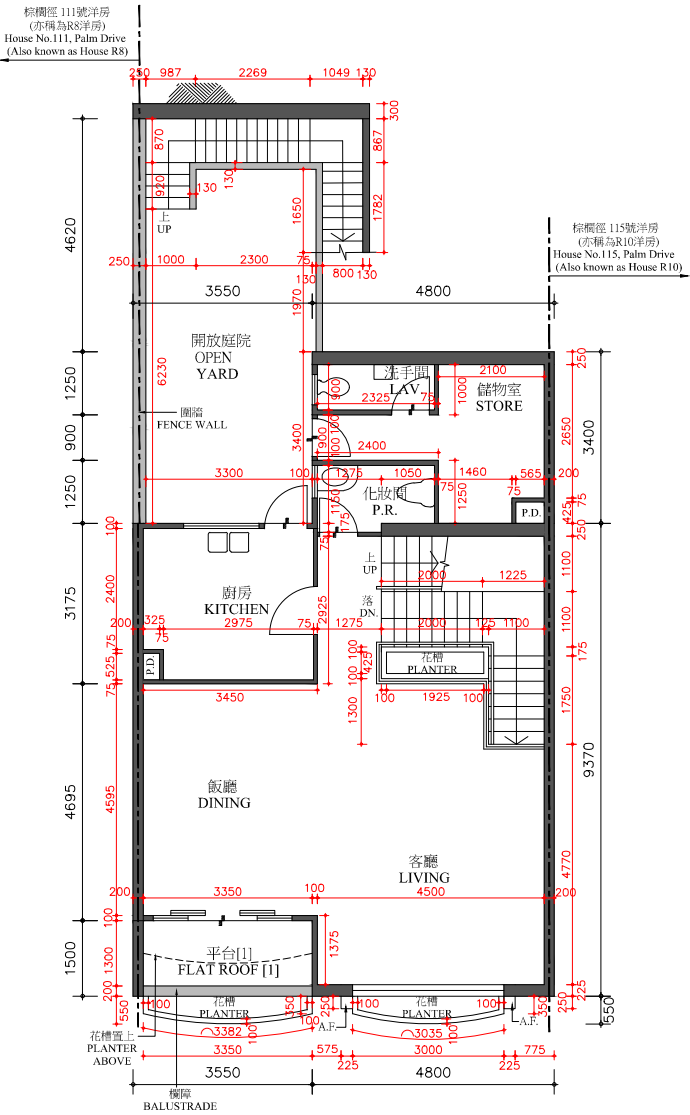 棕櫚徑 111號洋房
(亦稱為R8洋房)
House No.111, Palm Drive
(Also known as House R8)
250 987 2269 1049 130
300
870
867
920
130
130
1650
1782
4620
上
UP
棕櫚徑 115號洋房
(亦稱為R10洋房)
House No.115, Palm Drive
(Also known as House R10)
250 1000 2300 75 800 130
130
3550 4800
1970
開放庭院
OPEN
YARD
6230
洗手間
LAV.
900
2325 75
2100
1000
儲物室
STORE
250
2650
3400
1250
圍牆
FENCE WALL
900
100
900
100
3400
2400
1250
3300 100 1275 1050 75 1460 565 200
化妝間
P.R.
1150
1250
75
425
75
P.D.
250
175
75
100
2400
3175
廚房
KITCHEN
上
UP
2000 1225
1100
落
DN.
2925
200 325 2975 75 1275 2000 125 1100
75
1100
175
75
525
75
P.D.
100
425
100
花槽
PLANTER
3450
100 1925 100
1300
1750
9370
4695
4595
飯廳
DINING
客廳
LIVING
4770
200 3350 100 4500 200
100
1300
1500
200
平台[1]
FLAT ROOF [1]
1375
225
550
100
花槽
PLANTER
350
100
250
100
花槽
PLANTER
100
350
250
550
A.F.
A.F.
3382
100
3035
100
花槽置上
PLANTER
ABOVE
3350 575 3000 775
225 225
3550 4800
欄障
BALUSTRADE